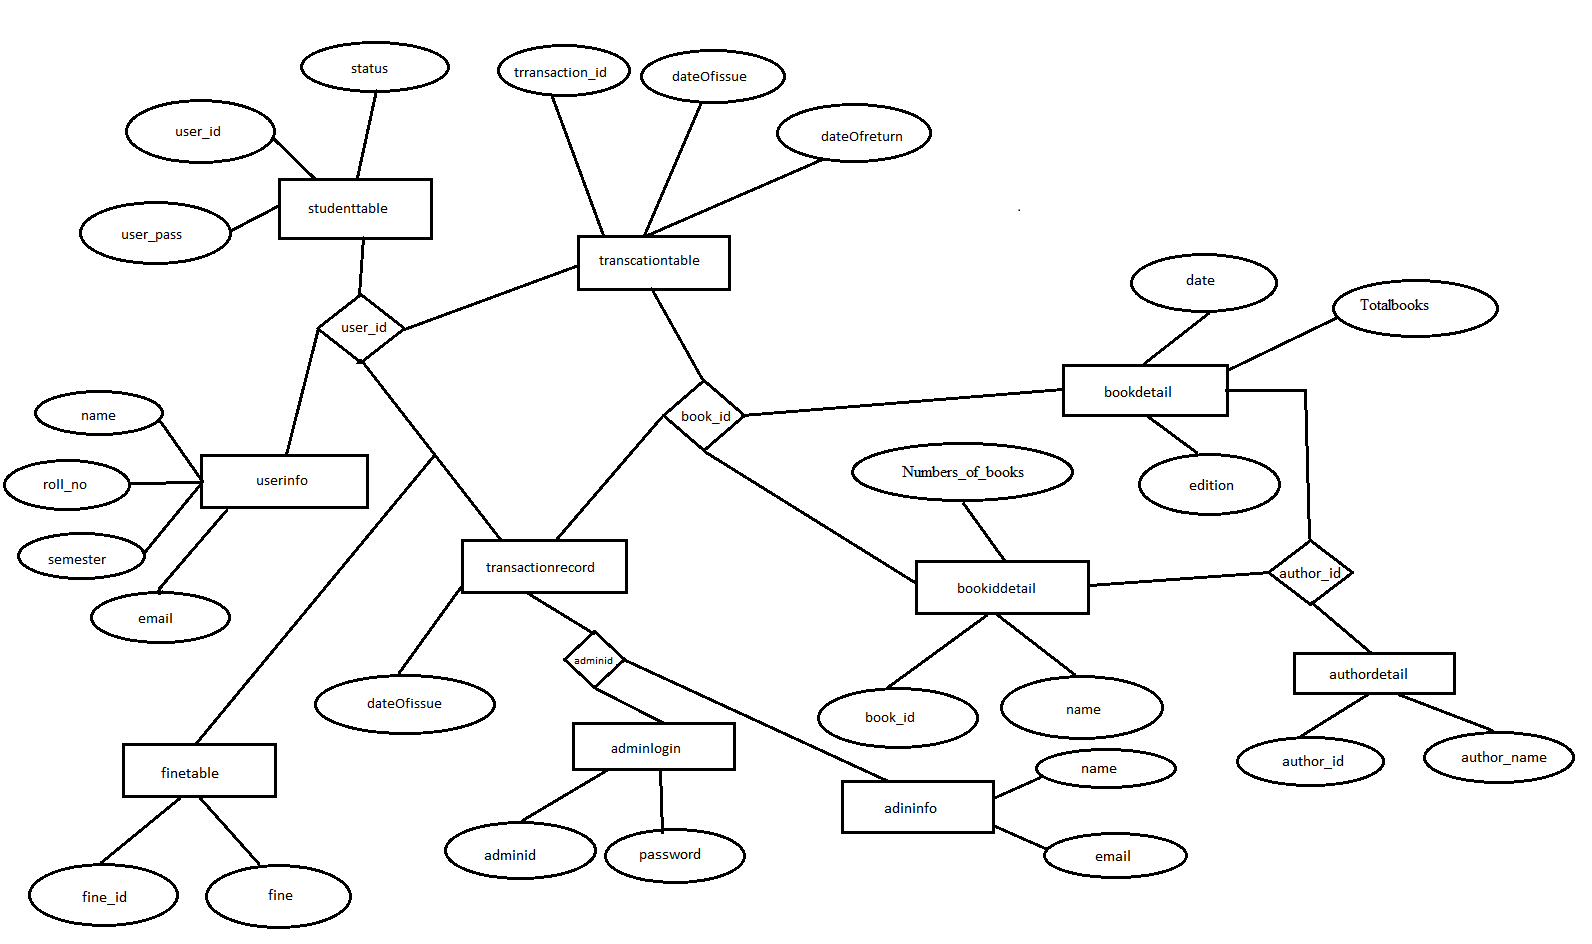 status
trransaction_id
dateOfissue
user_id
dateOfreturn
studenttable
user_pass
transcationtable
date
Totalbooks
user_id
bookdetail
name
book_id
Numbers_of_books
userinfo
roll_no
edition
semester
transactionrecord
author_id
bookiddetail
email
adminid
authordetail
dateOfissue
book_id
name
adminlogin
author_id
author_name
finetable
name
adininfo
adminid
password
email
fine_id
fine